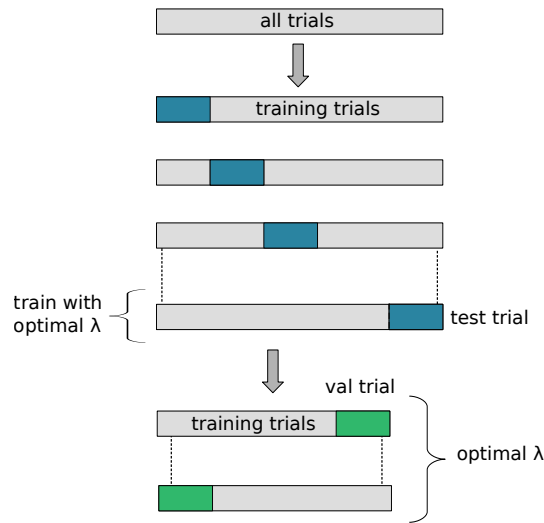 all trials
training trials
train with
optimal λ
test trial
val trial
training trials
optimal λ